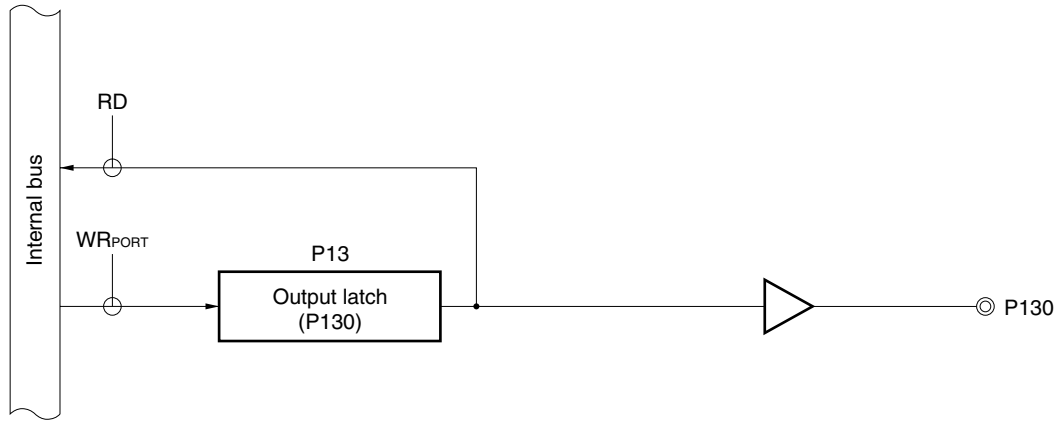 RD
Internal bus
WRPORT
P13
Output latch
(P130)
P130